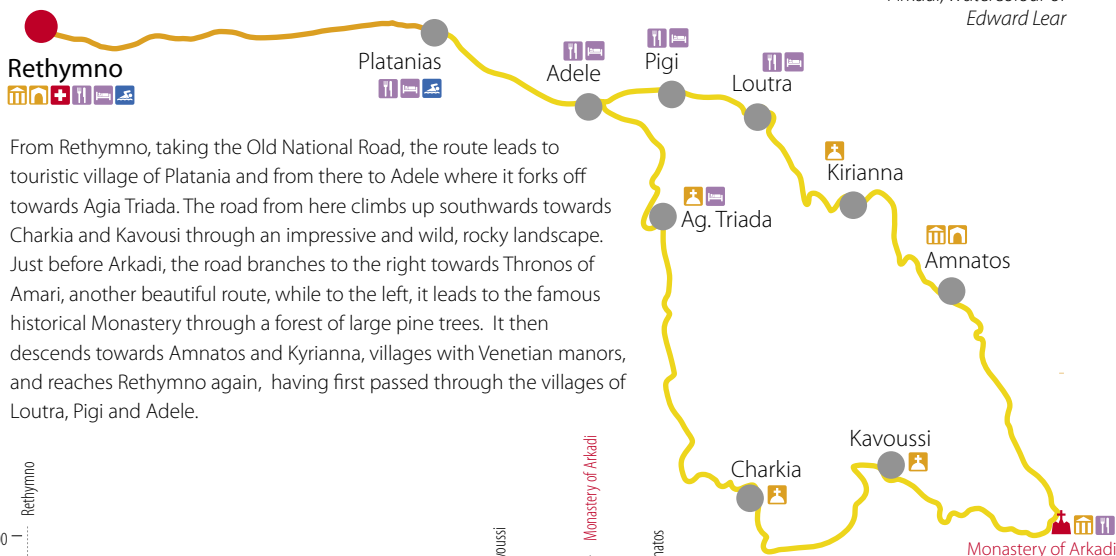 Edward Lear
Rethymno
Platanias
Adele
Pigi
Loutra
Kirianna
Ag. Triada
Amnatos
From Rethymno, taking the Old National Road, the route leads to
touristic village of Platania and from there to Adele where it forks off
towards Agia Triada. The road from here climbs up southwards towards
Charkia and Kavousi through an impressive and wild, rocky landscape.
Just before Arkadi, the road branches to the right towards Thronos of
Amari, another beautiful route, while to the left, it leads to the famous
historical Monastery through a forest of large pine trees. It then
descends towards Amnatos and Kyrianna, villages with Venetian manors,
and reaches Rethymno again, having first passed through the villages of
Loutra, Pigi and Adele.
Kavoussi
Charkia
Monastery of Arkadi
Rethymno
Monastery of Arkadi
0